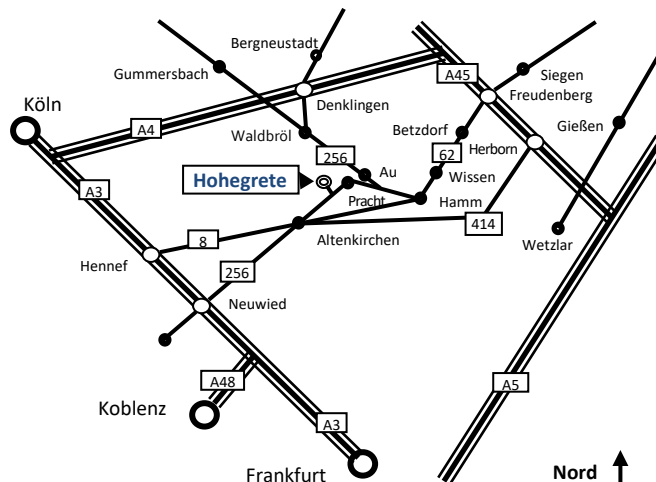 Bergneustadt
Gummersbach
A45
Siegen
Freudenberg
Köln
Denklingen
A4
Gießen
Waldbröl
Betzdorf
Herborn
256
62
Au
Wissen
Hohegrete
A3
Pracht
Hamm
414
Altenkirchen
8
Wetzlar
Hennef
256
Neuwied
A48
A5
Koblenz
A3
Frankfurt
Nord